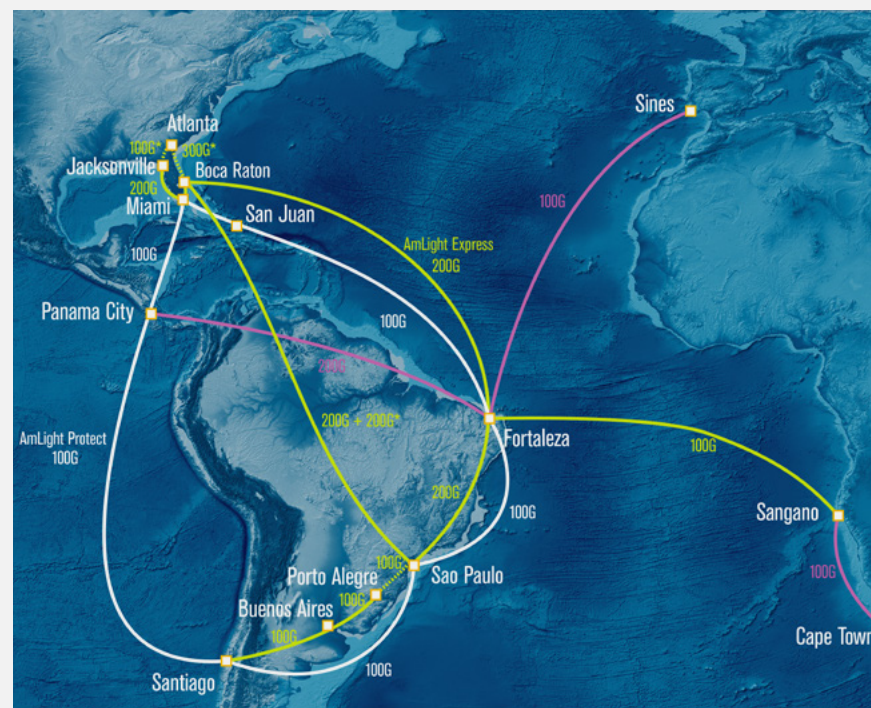 Sines
Atlanta
100G*
300G*
Jacksonville
Boca Raton
200G
Miami
San Juan
100G
100G
AmLight Express
200G
Panama City
100G
200G
200G + 200G*
AmLight Protect
100G
Fortaleza
100G
200G
100G
Sangano
100G
Sao Paulo
100G
Porto Alegre
100G
Buenos Aires
100G
100G
Cape Town
Santiago